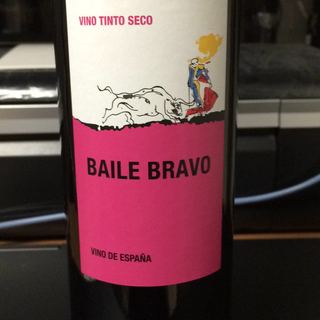 VINO TINTO SECO
BAILE BRAVO
VINO DE ESPAÑA